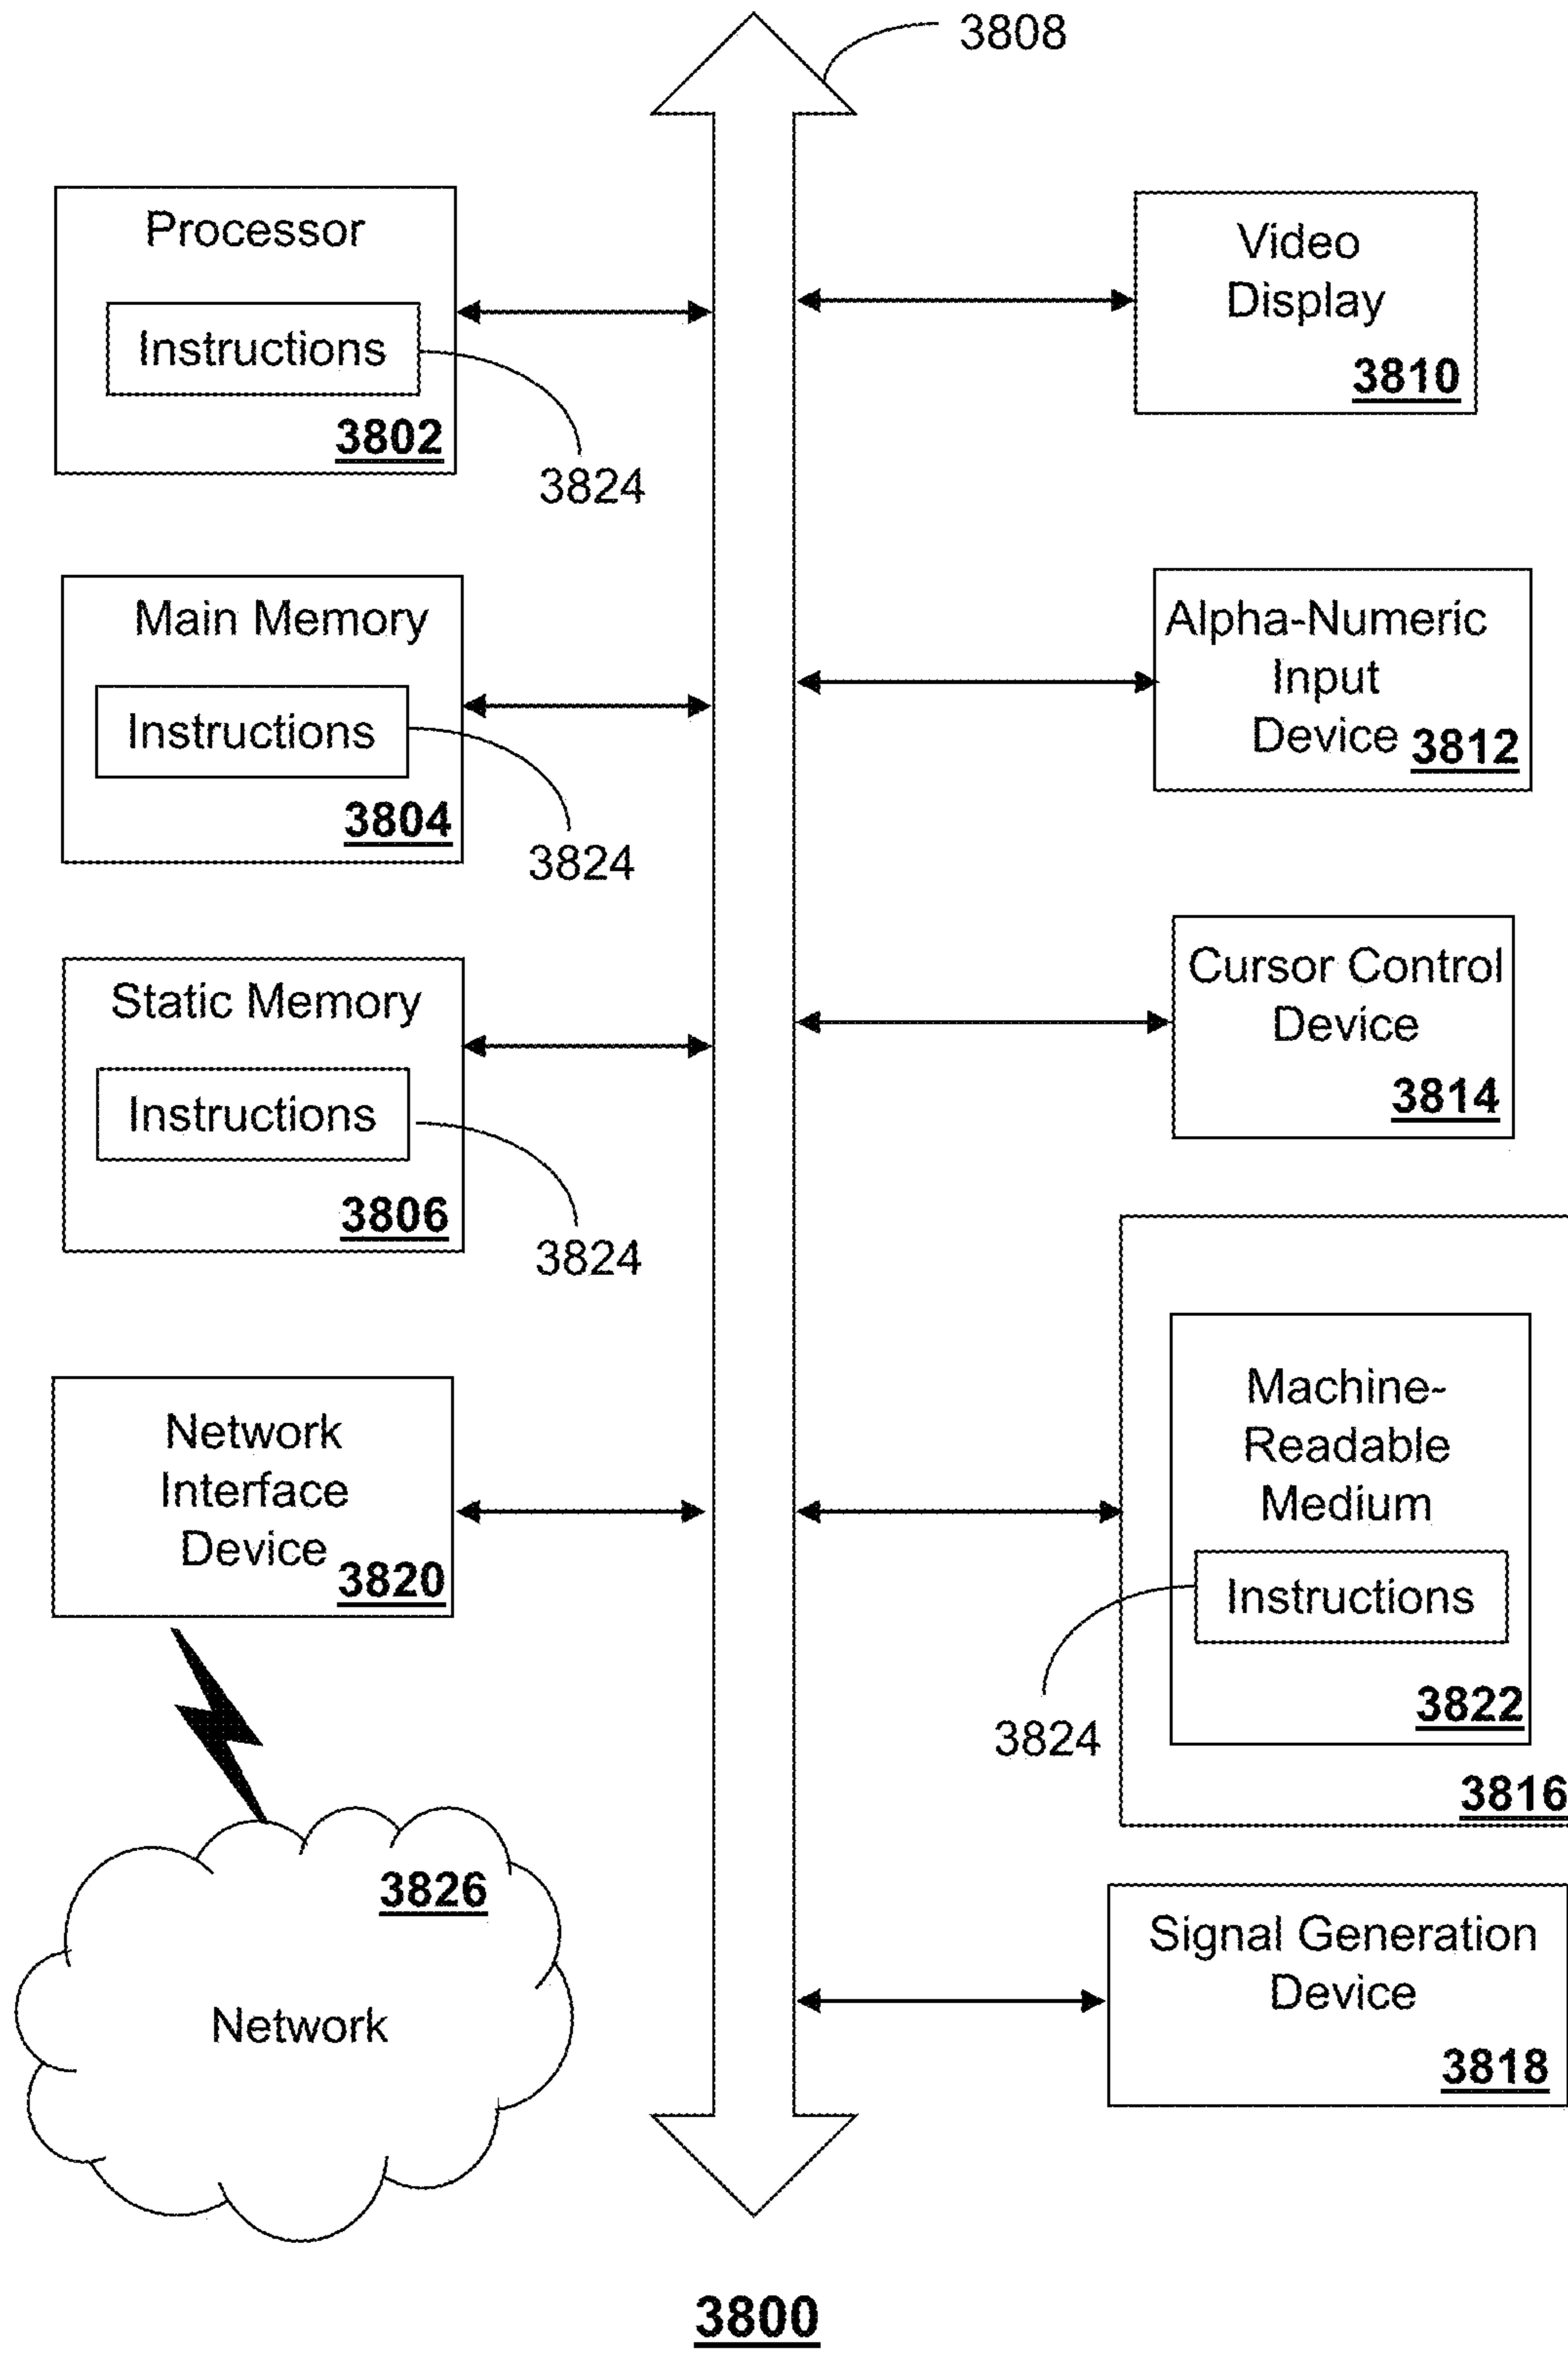 3808
Processor
Instructions
3802
3824
Main Memory
Instructions
3804
3824
Static Memory
Instructions
3806
3824
Network
Interface
Device
3820
3826
Network
Video
Display
3810
Alpha-Numeric
Input
Device 3812
Cursor Control
Device
3814
Machine-
Readable
Medium
Instructions
3822
3824
3816
Signal Generation
Device
3818
3800